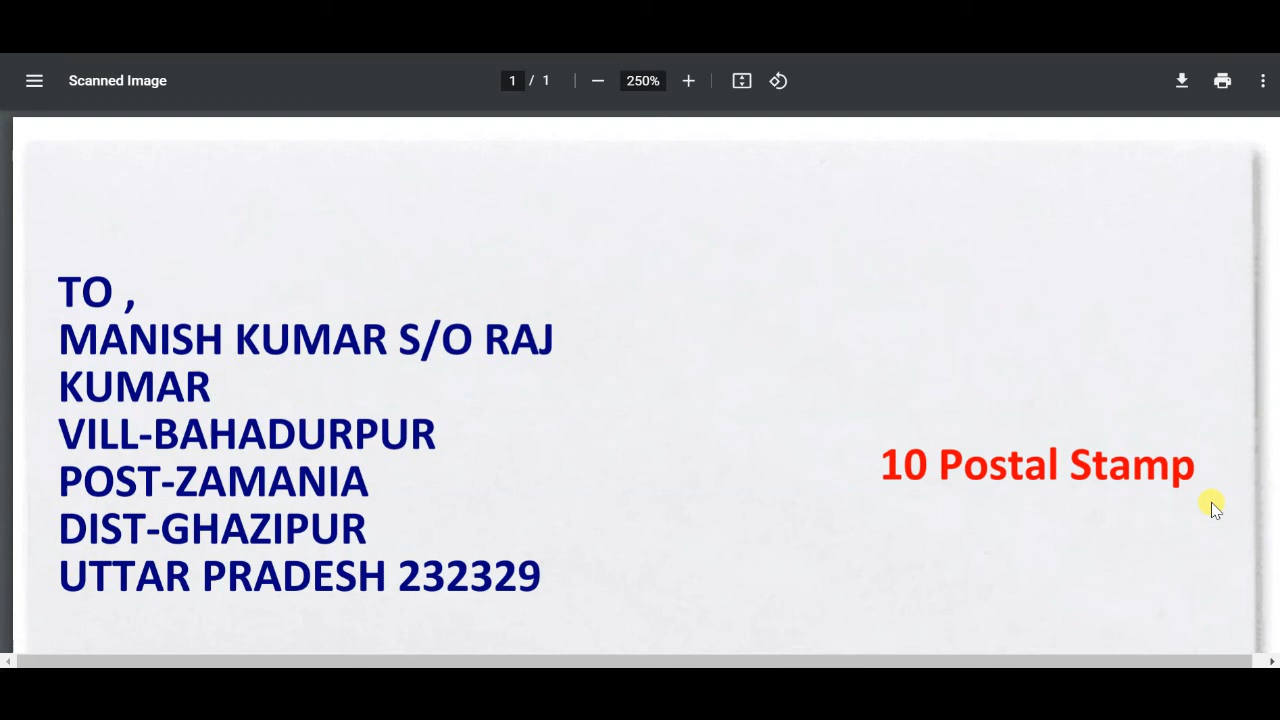 Scanned Image
1 / 1
250%
TO ,
MANISH KUMAR S/O RAJ
KUMAR
VILL-BAHADURPUR
POST-ZAMANIA
DIST-GHAZIPUR
UTTAR PRADESH 232329
10 Postal Stamp